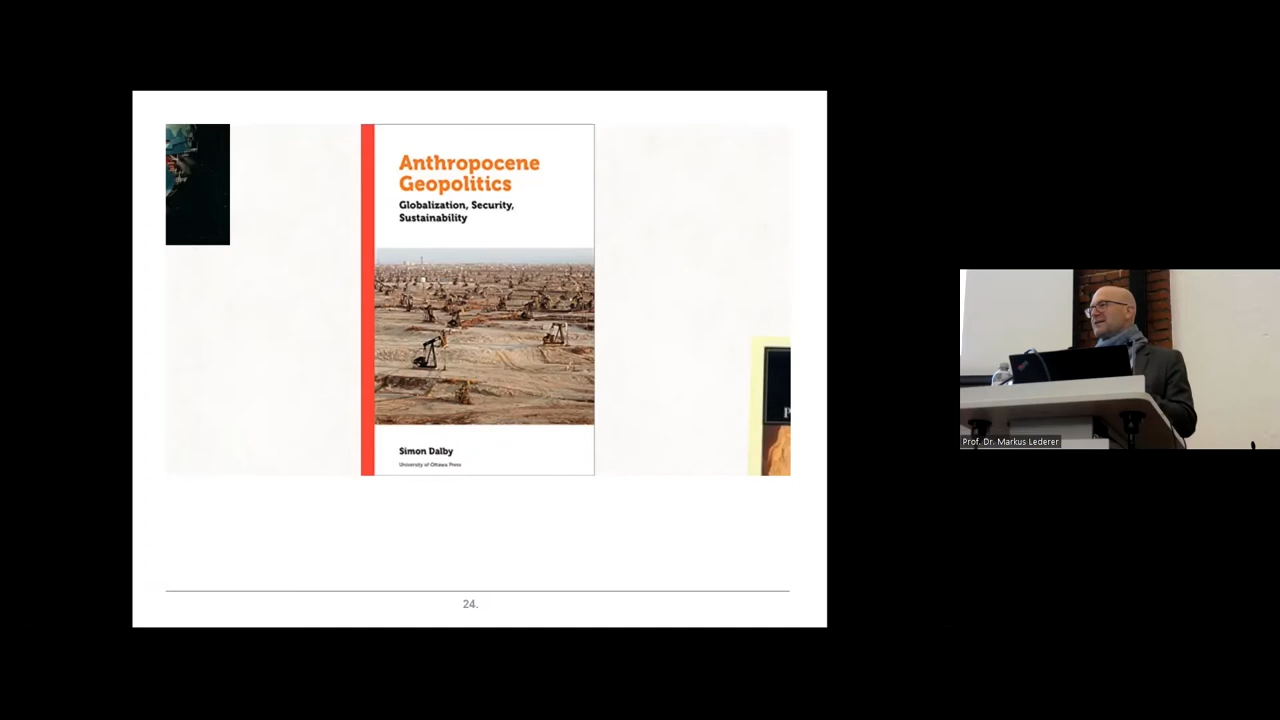 Anthropocene
Geopolitics
Globalization, Security,
Sustainability
Simon Dalby
University of Ottawa Press
P
24.
Prof. Dr. Markus Lederer